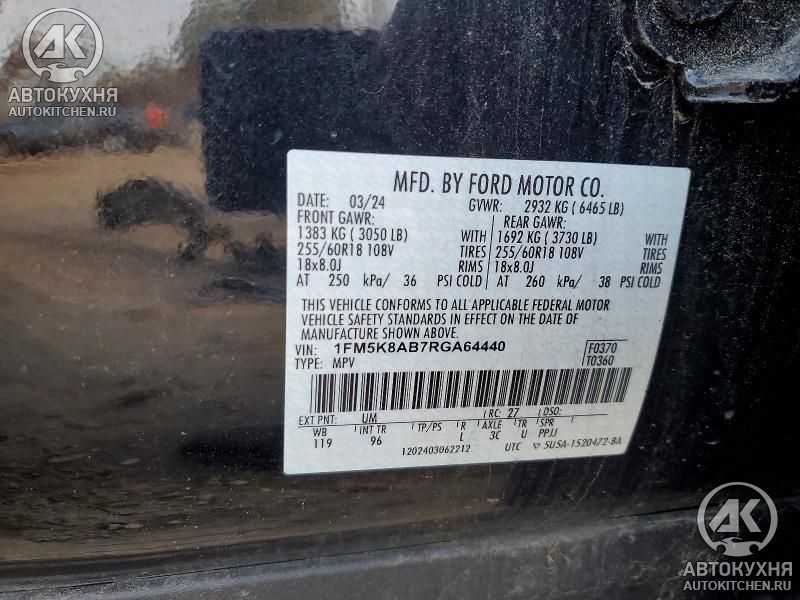 АК
АВТОКУХНЯ
AUTOKITCHEN.RU
MFD. BY FORD MOTOR CO.
DATE: 03/24 GVWR: 2932 KG ( 6465 LB)
FRONT GAWR: REAR GAWR:
1383 KG ( 3050 LB) WITH 1692 KG ( 3730 LB) WITH
255/60R18 108V TIRES 255/60R18 108V TIRES
18x8.0J RIMS 18x8.0J RIMS
AT 250 kPa/ 36 PSI COLD AT 260 kPa/ 38 PSI COLD
THIS VEHICLE CONFORMS TO ALL APPLICABLE FEDERAL MOTOR
VEHICLE SAFETY STANDARDS IN EFFECT ON THE DATE OF
MANUFACTURE SHOWN ABOVE.
VIN: 1FM5K8AB7RGA64440 F0370
TYPE: MPV T0360
EXT PNT: UM RC: 27 DSO:
WB INT TR TP/PS R AXLE TR SPR
119 96 L 3C U PPJJ
1202403062212 UTC ▽ 5U5A-1520472-BA
АК
АВТОКУХНЯ
AUTOKITCHEN.RU